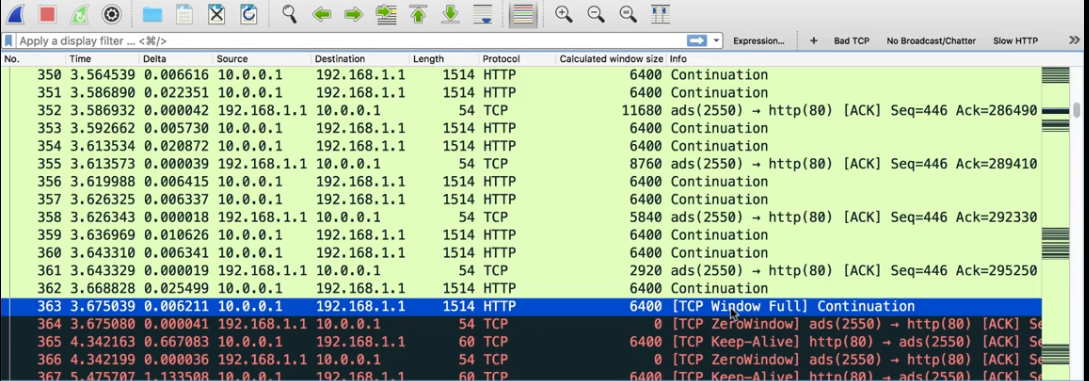 Apply a display filter ... <⌘/> Expression... + Bad TCP No Broadcast/Chatter Slow HTTP »
No. Time Delta Source Destination Length Protocol Calculated window size Info
350 3.564539 0.006616 10.0.0.1 192.168.1.1 1514 HTTP 6400 Continuation
351 3.586890 0.022351 10.0.0.1 192.168.1.1 1514 HTTP 6400 Continuation
352 3.586932 0.000042 192.168.1.1 10.0.0.1 54 TCP 11680 ads(2550) → http(80) [ACK] Seq=446 Ack=286490
353 3.592662 0.005730 10.0.0.1 192.168.1.1 1514 HTTP 6400 Continuation
354 3.613534 0.020872 10.0.0.1 192.168.1.1 1514 HTTP 6400 Continuation
355 3.613573 0.000039 192.168.1.1 10.0.0.1 54 TCP 8760 ads(2550) → http(80) [ACK] Seq=446 Ack=289410
356 3.619988 0.006415 10.0.0.1 192.168.1.1 1514 HTTP 6400 Continuation
357 3.626325 0.006337 10.0.0.1 192.168.1.1 1514 HTTP 6400 Continuation
358 3.626343 0.000018 192.168.1.1 10.0.0.1 54 TCP 5840 ads(2550) → http(80) [ACK] Seq=446 Ack=292330
359 3.636969 0.010626 10.0.0.1 192.168.1.1 1514 HTTP 6400 Continuation
360 3.643310 0.006341 10.0.0.1 192.168.1.1 1514 HTTP 6400 Continuation
361 3.643329 0.000019 192.168.1.1 10.0.0.1 54 TCP 2920 ads(2550) → http(80) [ACK] Seq=446 Ack=295250
362 3.668828 0.025499 10.0.0.1 192.168.1.1 1514 HTTP 6400 Continuation
363 3.675039 0.006211 10.0.0.1 192.168.1.1 1514 HTTP 6400 [TCP Window Full] Continuation
364 3.675080 0.000041 192.168.1.1 10.0.0.1 54 TCP 0 [TCP ZeroWindow] ads(2550) → http(80) [ACK] Se
365 4.342163 0.667083 10.0.0.1 192.168.1.1 60 TCP 6400 [TCP Keep-Alive] http(80) → ads(2550) [ACK]
366 4.342199 0.000036 192.168.1.1 10.0.0.1 54 TCP 0 [TCP ZeroWindow] ads(2550) → http(80) [ACK] Se
367 5.475707 1.133508 10.0.0.1 192.168.1.1 60 TCP 6400 [TCP Keep-Alive] http(80) → ads(2550) [ACK]